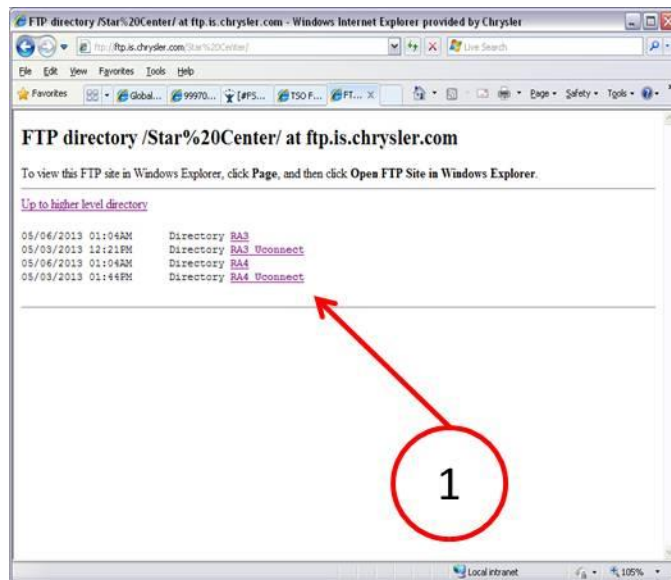 FTP directory /Star%20Center/ at ftp.is.chrysler.com - Windows Internet Explorer provided by Chrysler
ftp://ftp.is.chrysler.com/Star%20Center/
Live Search
File Edit View Favorites Tools Help
Favorites Global... 99970... [#PS... TSO F... FT... X Page Safety Tools
FTP directory /Star%20Center/ at ftp.is.chrysler.com
To view this FTP site in Windows Explorer, click Page, and then click Open FTP Site in Windows Explorer.
Up to higher level directory
05/06/2013 01:04AM Directory RA3
05/03/2013 12:21PM Directory RA3 Uconnect
05/06/2013 01:04AM Directory RA4
05/03/2013 01:44PM Directory RA4 Uconnect
1
Local intranet 105%